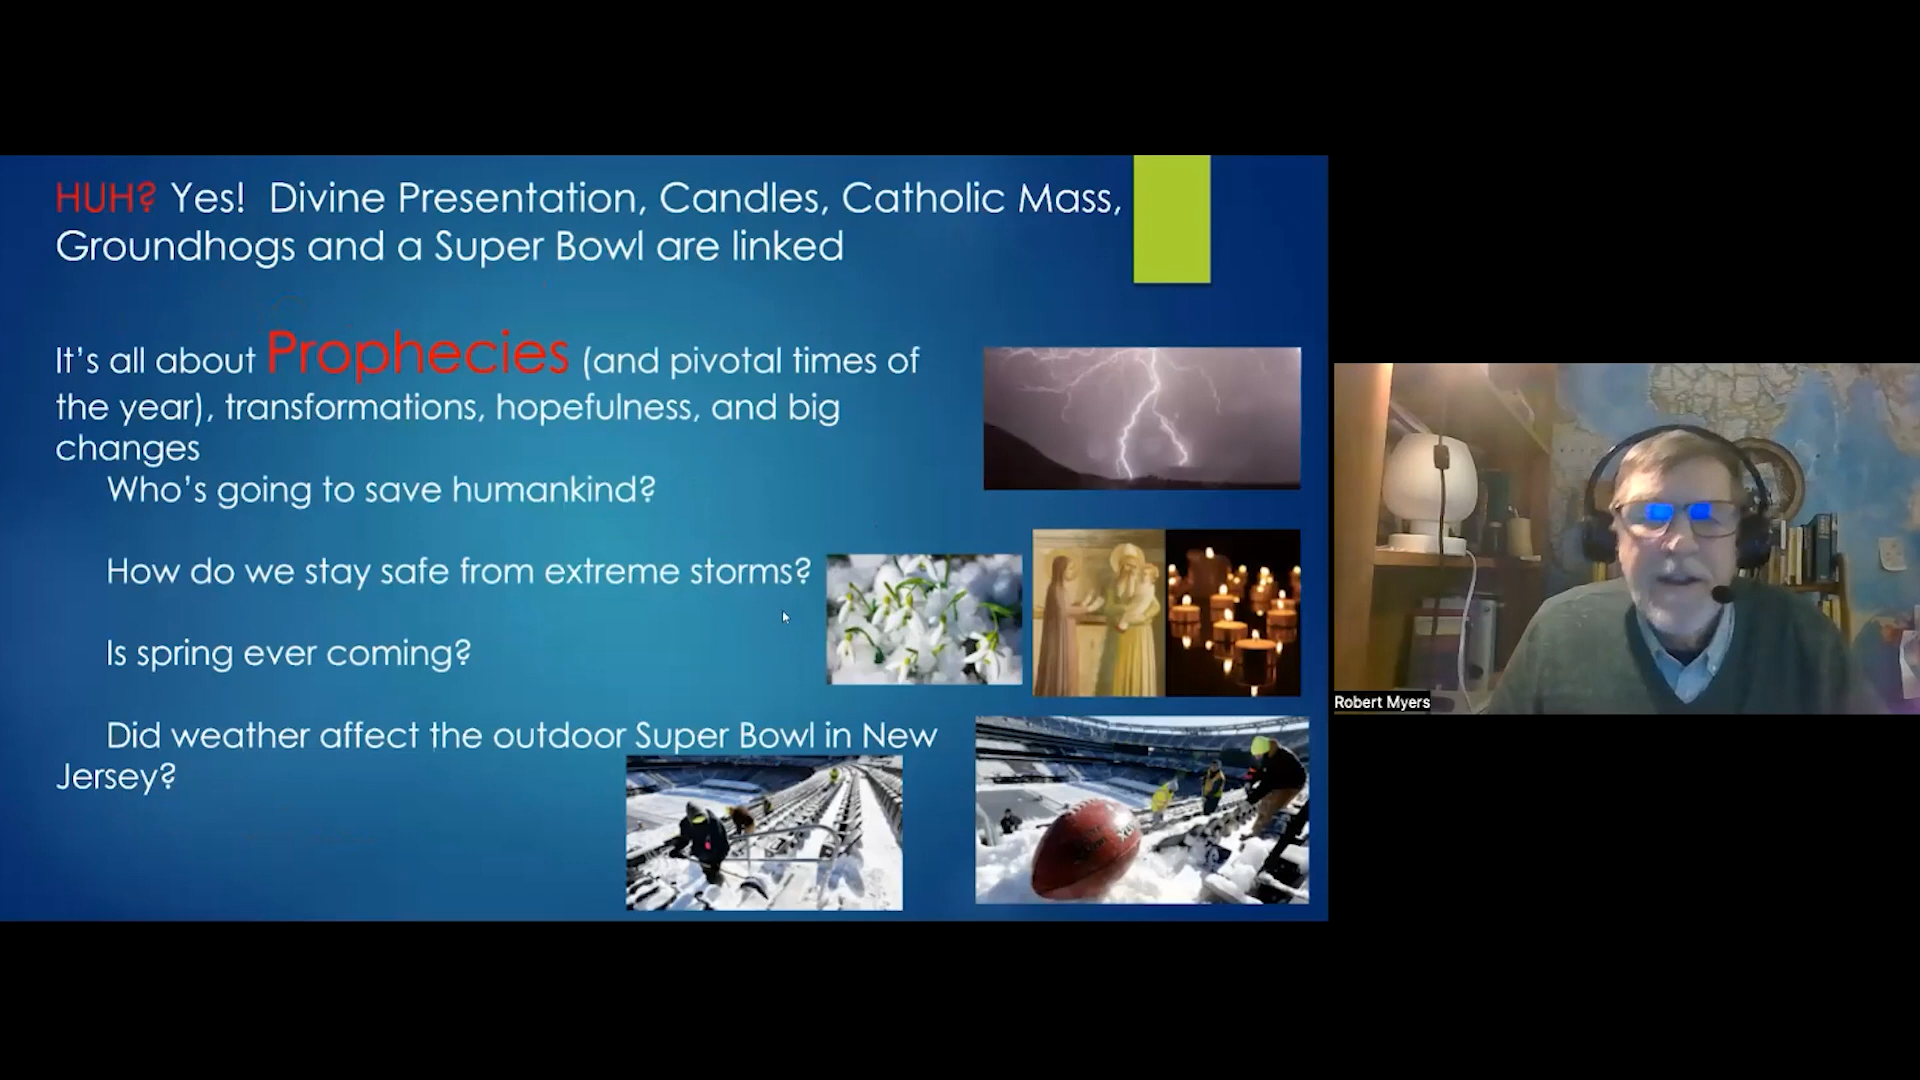 HUH? Yes! Divine Presentation, Candles, Catholic Mass,
Groundhogs and a Super Bowl are linked
It's all about Prophecies (and pivotal times of
the year), transformations, hopefulness, and big
changes
Who's going to save humankind?
How do we stay safe from extreme storms?
Is spring ever coming?
Did weather affect the outdoor Super Bowl in New
Jersey?
Robert Myers